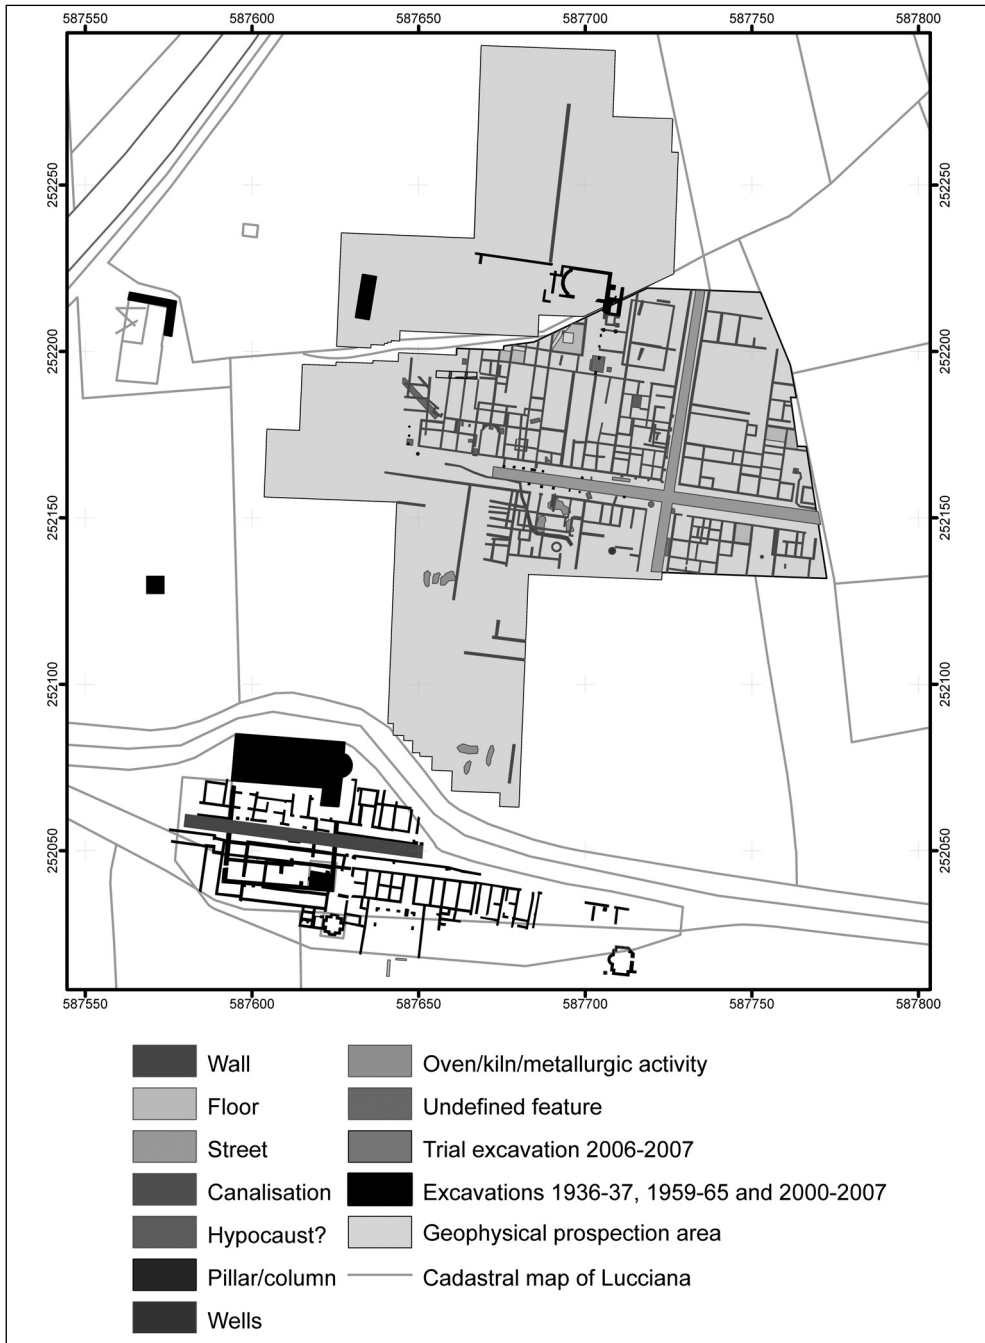 587550 587600 587650 587700 587750 587800
252250 252250
252200 252200
252150 252150
252100 252100
252050 252050
587550 587600 587650 587700 587750 587800
Wall
Floor
Street
Canalisation
Hypocaust?
Pillar/column
Wells
Oven/kiln/metallurgic activity
Undefined feature
Trial excavation 2006-2007
Excavations 1936-37, 1959-65 and 2000-2007
Geophysical prospection area
Cadastral map of Lucciana